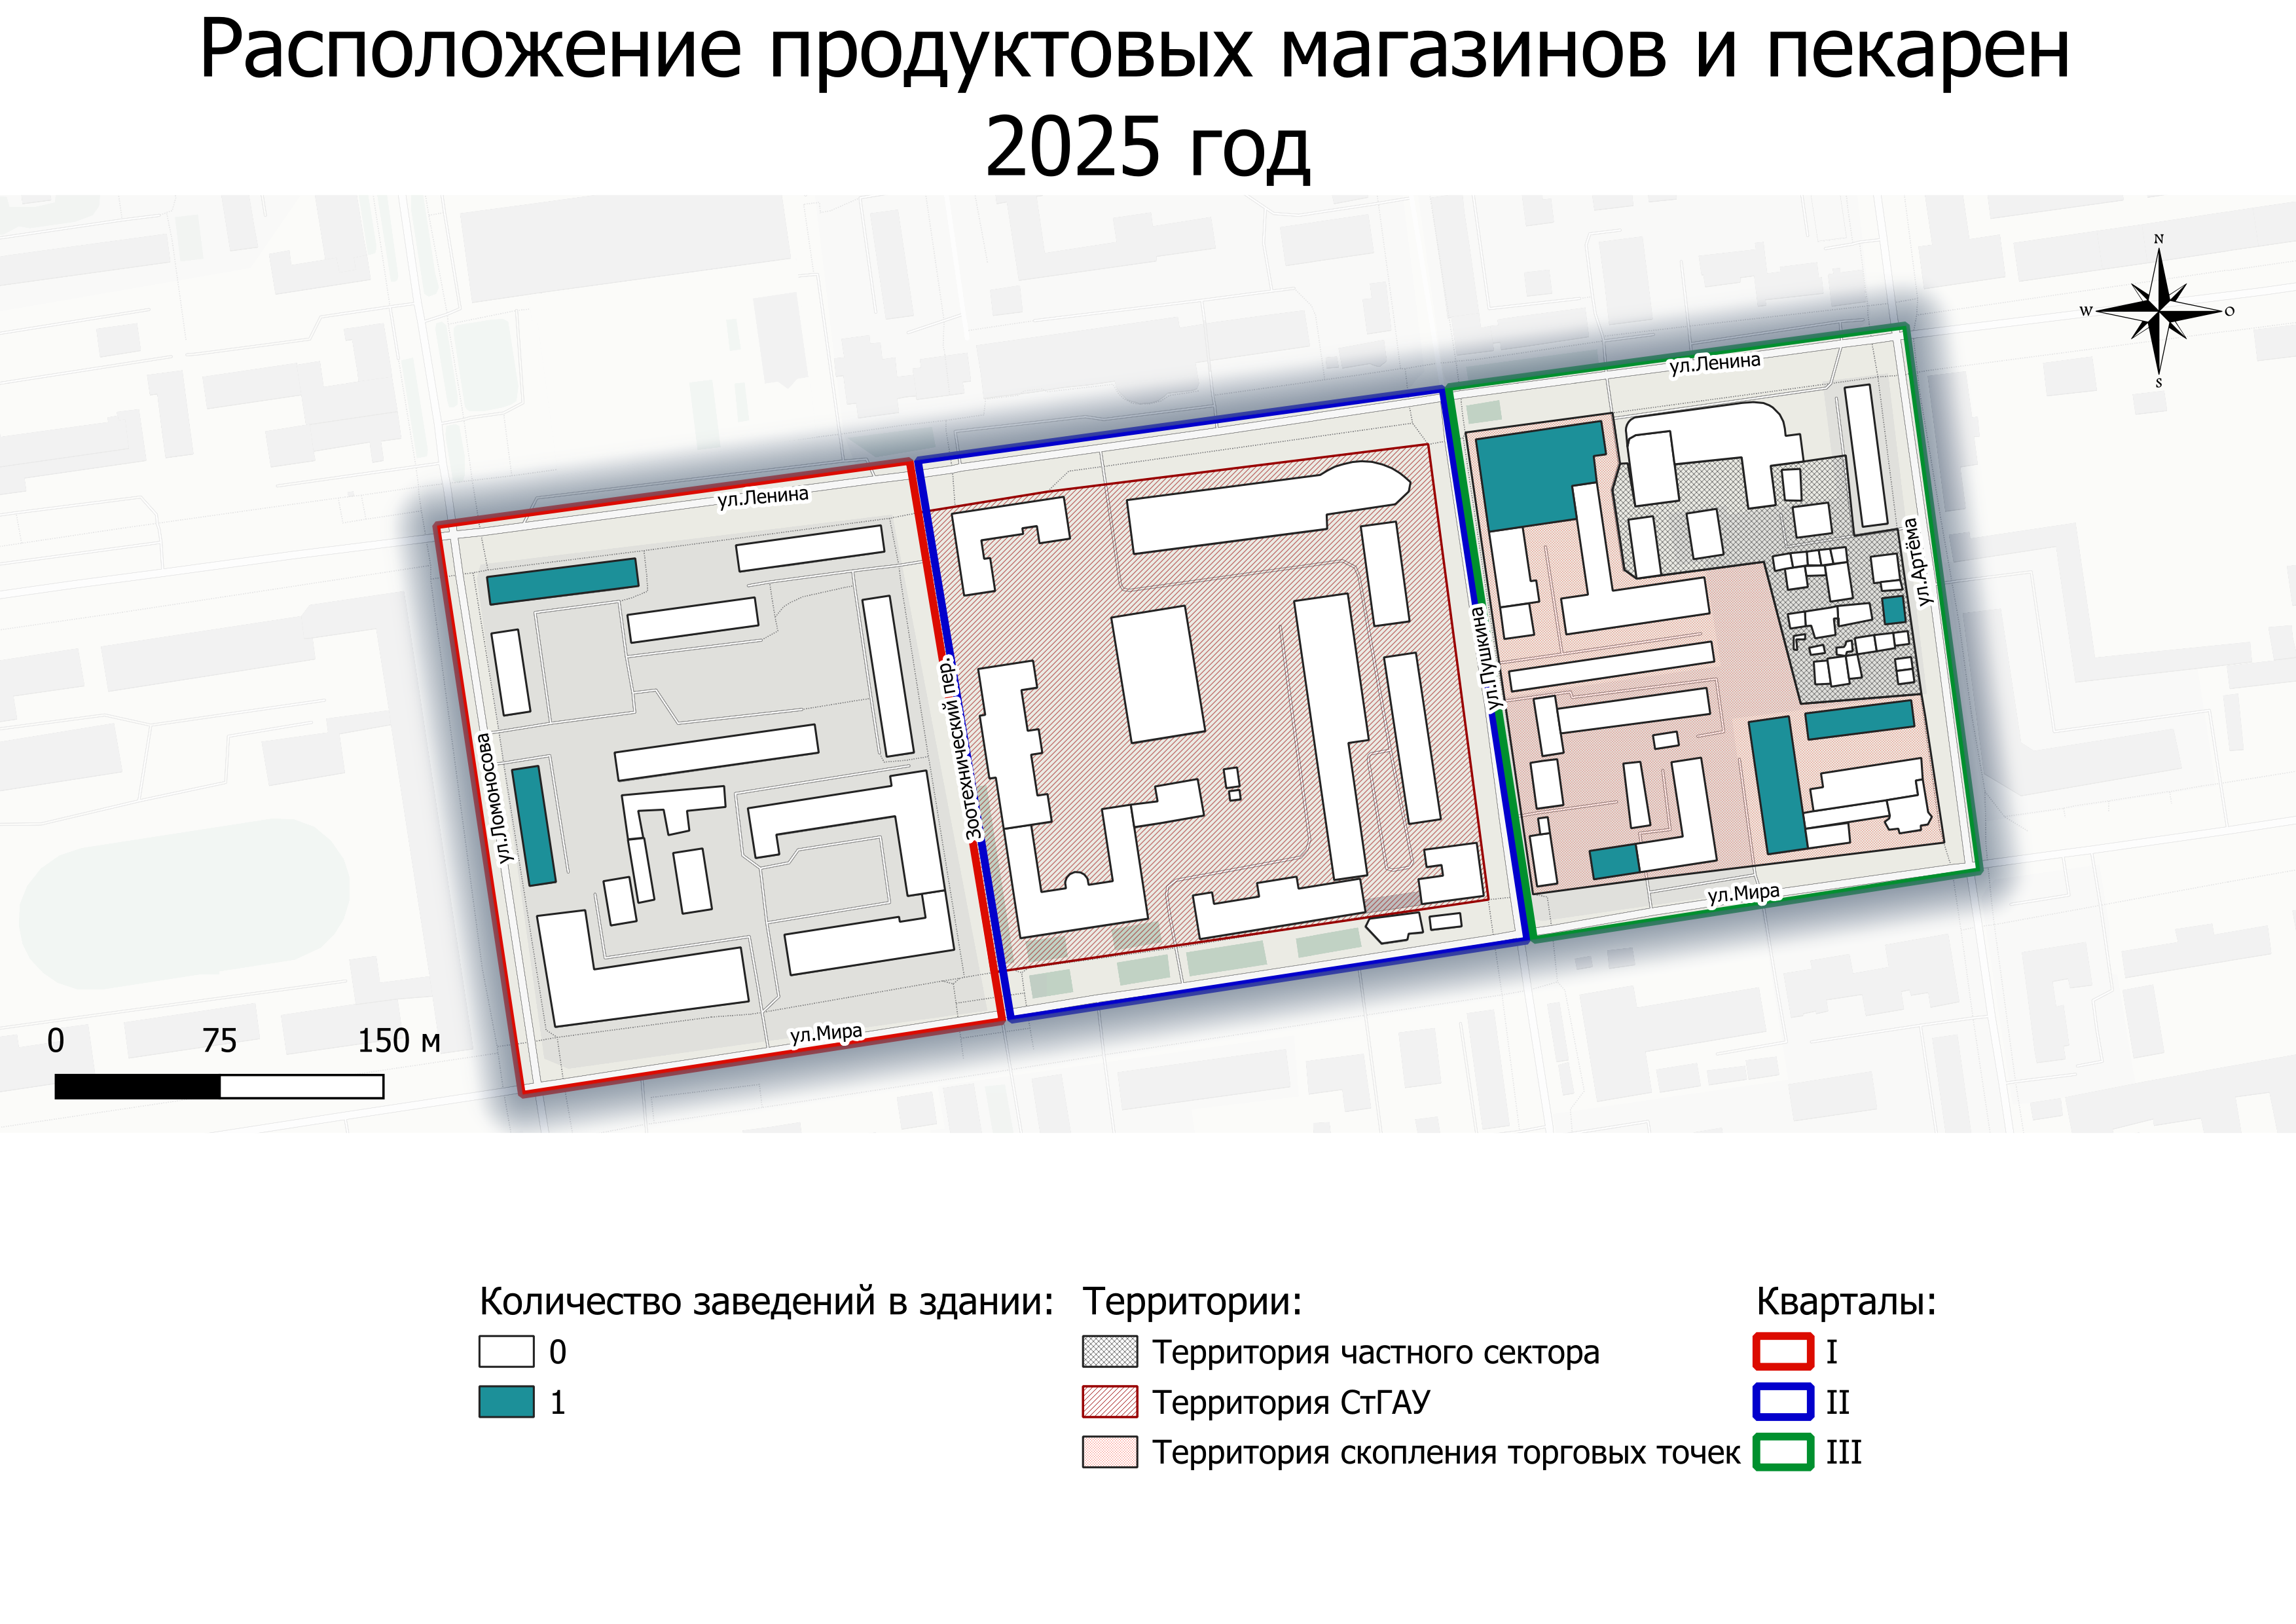 Расположение продуктовых магазинов и пекарен
2025 год
N
W
O
S
ул.Ленина
ул.Ленина
ул.Артёма
ул.Пушкина
Зоотехнический пер.
ул.Ломоносова
ул.Мира
ул.Мира
0 75 150 м
Количество заведений в здании:
0
1
Территории:
Территория частного сектора
Территория СтГАУ
Территория скопления торговых точек
Кварталы:
I
II
III